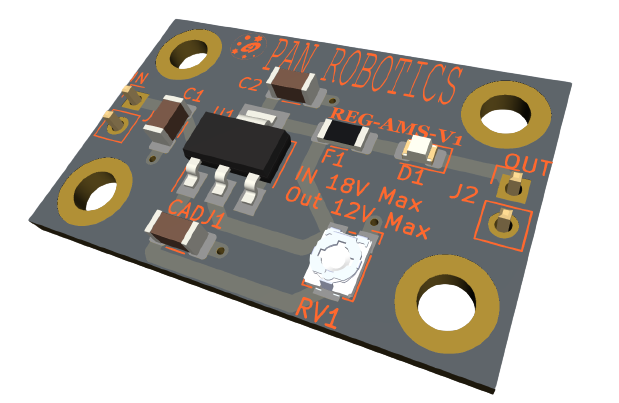 PAN ROBOTICS
IN
C1
C2
U1
REG-AMS-V1
F1
D1
OUT
J2
IN 18V Max
Out 12V Max
CADJ1
RV1